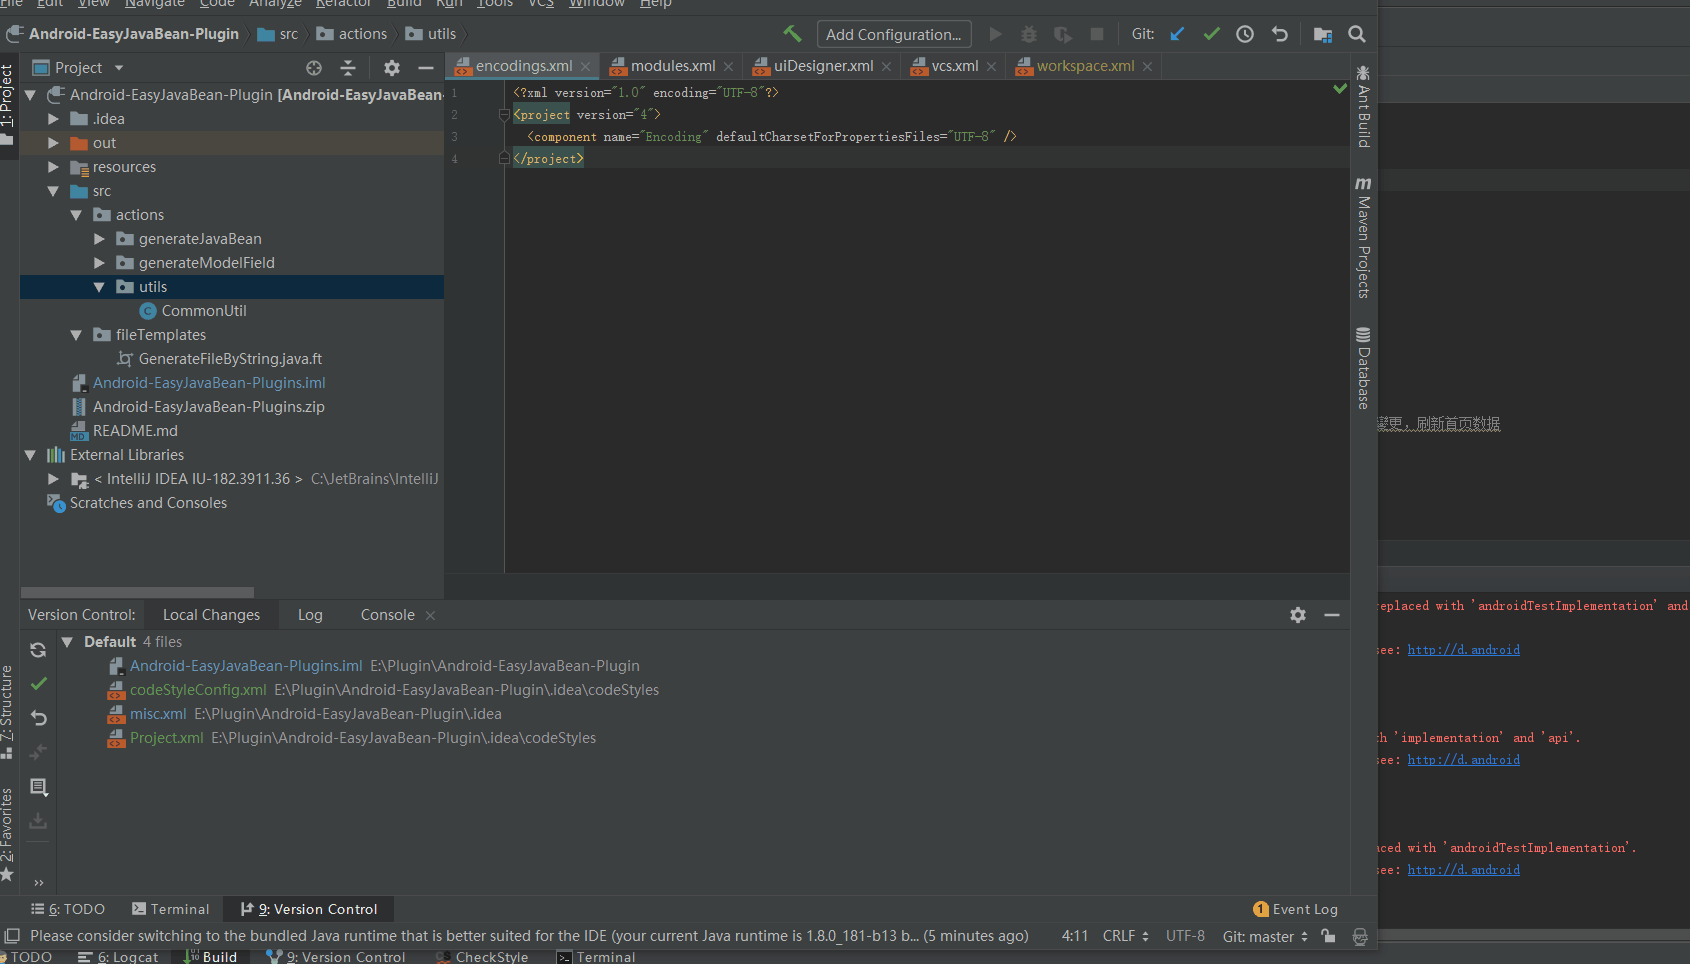 File Edit View Navigate Code Analyze Refactor Build Run Tools VCS Window Help
Android-EasyJavaBean-Plugin src actions utils
Add Configuration... Git:
Project
encodings.xml modules.xml uiDesigner.xml vcs.xml workspace.xml
1: Project
Android-EasyJavaBean-Plugin [Android-EasyJavaBean-
.idea
out
resources
src
actions
generateJavaBean
generateModelField
utils
CommonUtil
fileTemplates
GenerateFileByString.java.ft
Android-EasyJavaBean-Plugins.iml
Android-EasyJavaBean-Plugins.zip
README.md
External Libraries
< IntelliJ IDEA IU-182.3911.36 > C:\JetBrains\IntelliJ
Scratches and Consoles
1 <?xml version="1.0" encoding="UTF-8"?>
2 <project version="4">
3 <component name="Encoding" defaultCharsetForPropertiesFiles="UTF-8" />
4 </project>
Ant Build
m Maven Projects
Database
變更，刷新首页数据
Version Control: Local Changes Log Console
Default 4 files
Android-EasyJavaBean-Plugins.iml E:\Plugin\Android-EasyJavaBean-Plugin
codeStyleConfig.xml E:\Plugin\Android-EasyJavaBean-Plugin\.idea\codeStyles
misc.xml E:\Plugin\Android-EasyJavaBean-Plugin\.idea
Project.xml E:\Plugin\Android-EasyJavaBean-Plugin\.idea\codeStyles
7: Structure
2: Favorites
eplaced with 'androidTestImplementation' and
see: http://d.android
th 'implementation' and 'api'.
see: http://d.android
aced with 'androidTestImplementation'.
see: http://d.android
6: TODO Terminal 9: Version Control 1 Event Log
Please consider switching to the bundled Java runtime that is better suited for the IDE (your current Java runtime is 1.8.0_181-b13 b... (5 minutes ago) 4:11 CRLF UTF-8 Git: master
TODO 6: Logcat Build 9: Version Control CheckStyle Terminal